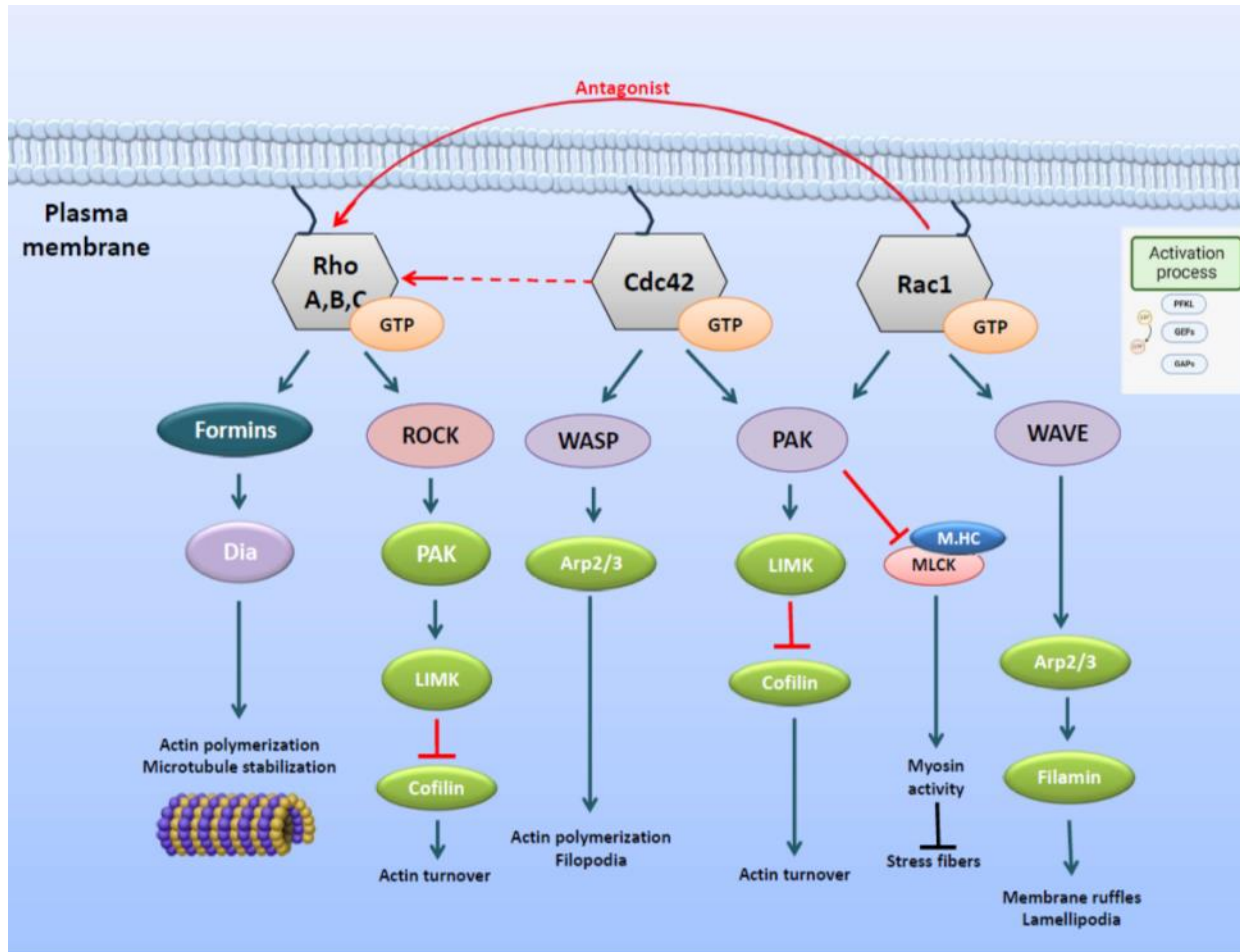 Antagonist
Plasma
membrane
Rho
A,B,C
GTP
Cdc42
GTP
Rac1
GTP
Activation
process
PFKL
GEFs
GAPs
Formins
ROCK
WASP
PAK
WAVE
Dia
PAK
Arp2/3
LIMK
M.HC
MLCK
LIMK
Arp2/3
Cofilin
Actin polymerization
Microtubule stabilization
Cofilin
Myosin
activity
Filamin
Actin polymerization
Filopodia
Actin turnover
Actin turnover
Stress fibers
Membrane ruffles
Lamellipodia